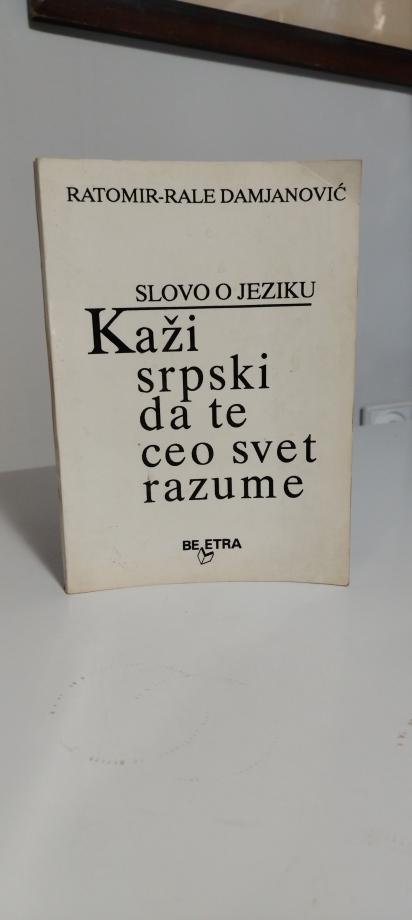 RATOMIR-RALE DAMJANOVIĆ
SLOVO O JEZIKU
Kaži
srpski
da te
ceo svet
razume
BELETRA